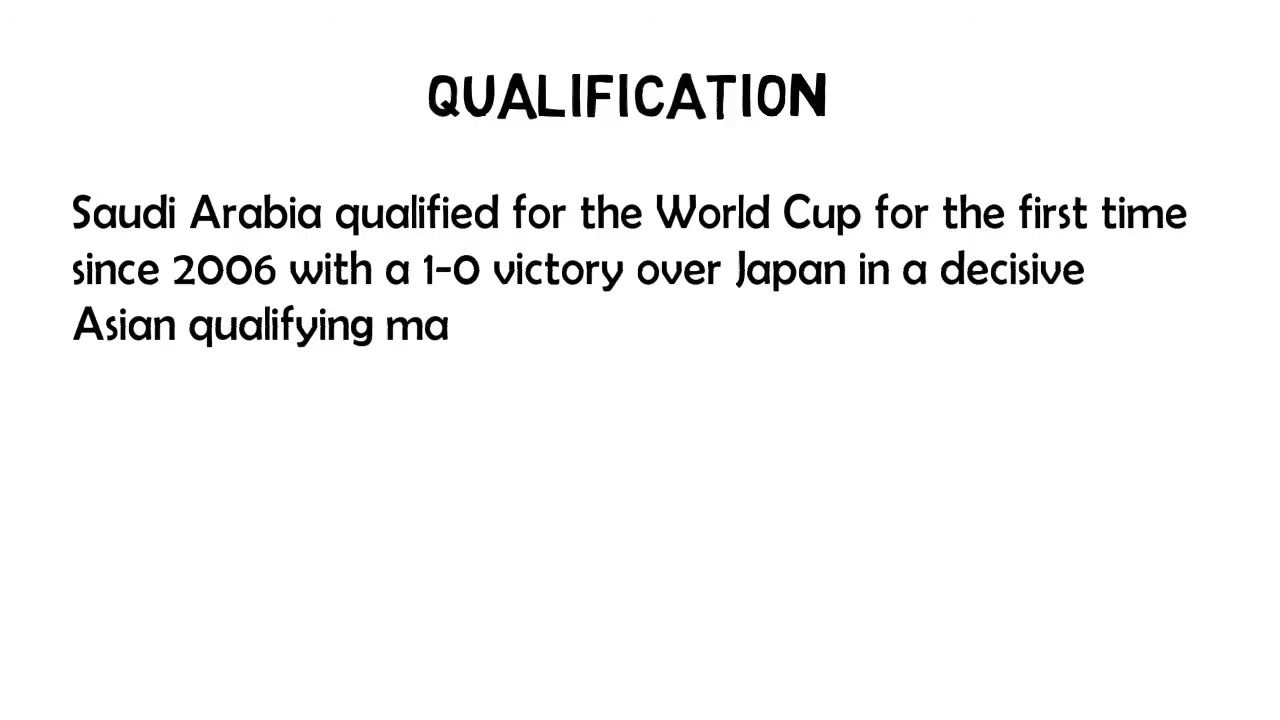 QUALIFICATION
Saudi Arabia qualified for the World Cup for the first time
since 2006 with a 1-0 victory over Japan in a decisive
Asian qualifying ma